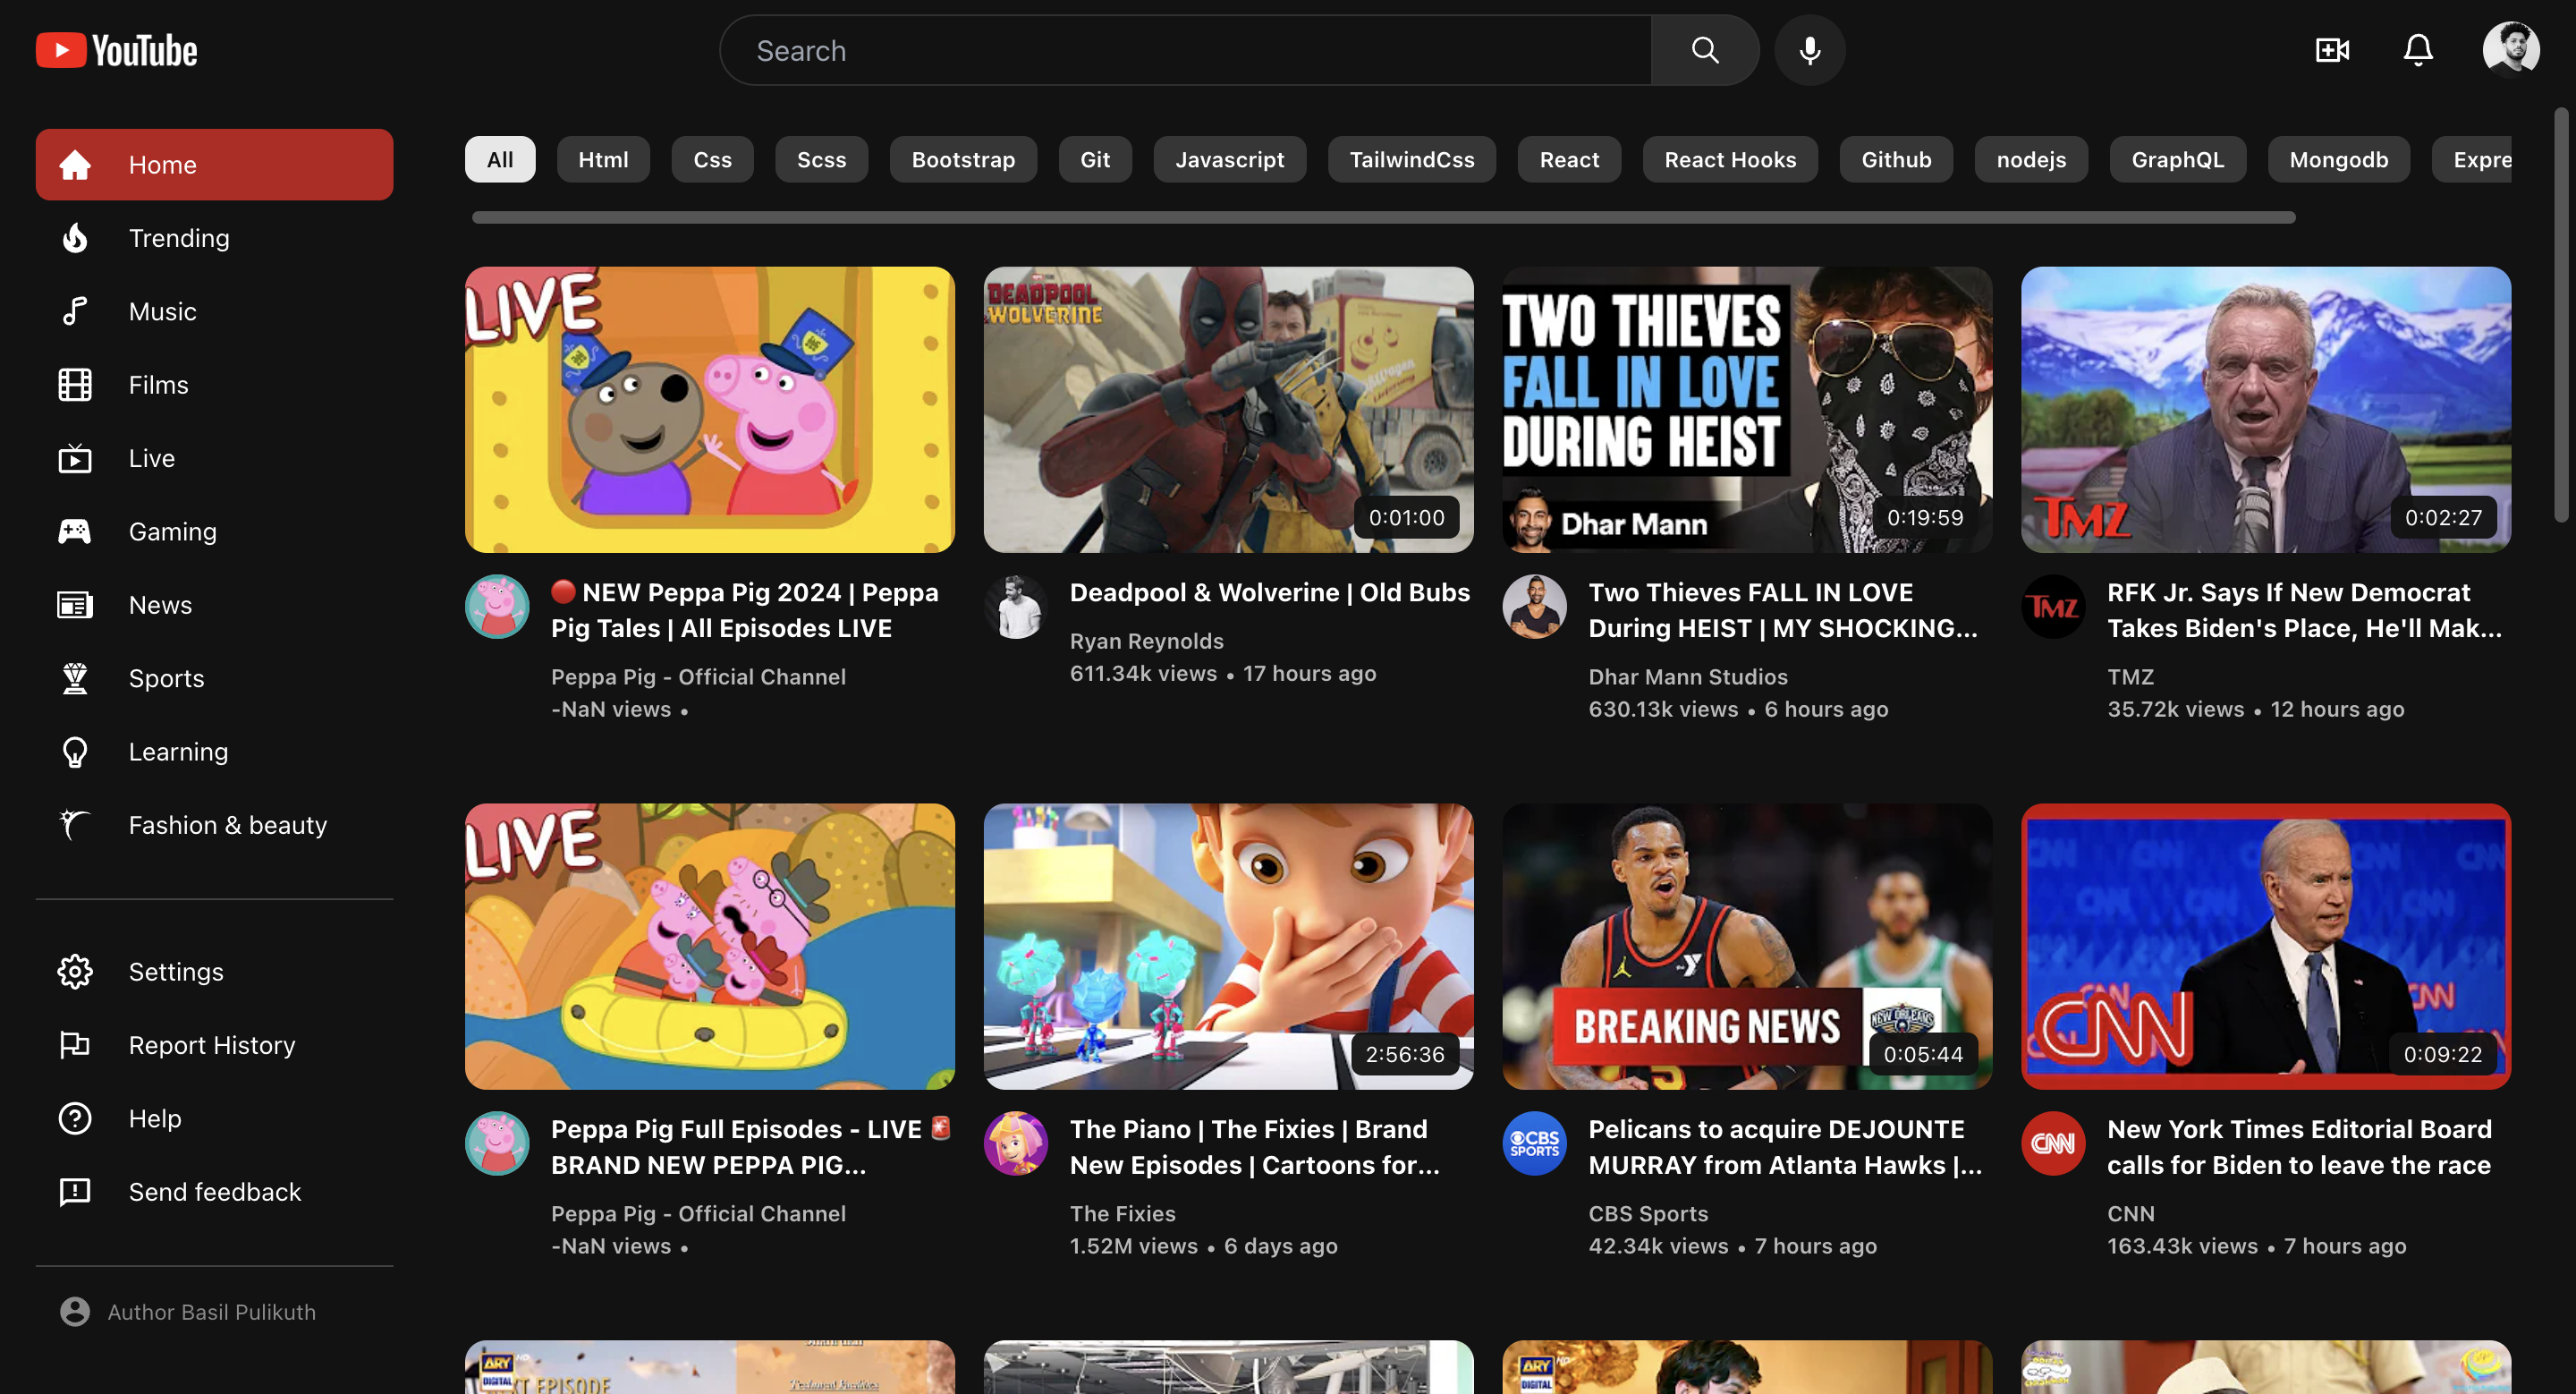 YouTube
Search
Home
Trending
Music
Films
Live
Gaming
News
Sports
Learning
Fashion & beauty
Settings
Report History
Help
Send feedback
Author Basil Pulikuth
All
Html
Css
Scss
Bootstrap
Git
Javascript
TailwindCss
React
React Hooks
Github
nodejs
GraphQL
Mongodb
Expre
LIVE
🔴 NEW Peppa Pig 2024 | Peppa
Pig Tales | All Episodes LIVE
Peppa Pig - Official Channel
-NaN views •
DEADPOOL
WOLVERINE
0:01:00
Deadpool & Wolverine | Old Bubs
Ryan Reynolds
611.34k views • 17 hours ago
TWO THIEVES
FALL IN LOVE
DURING HEIST
Dhar Mann
0:19:59
Two Thieves FALL IN LOVE
During HEIST | MY SHOCKING...
Dhar Mann Studios
630.13k views • 6 hours ago
TMZ
0:02:27
TMZ
RFK Jr. Says If New Democrat
Takes Biden's Place, He'll Mak...
TMZ
35.72k views • 12 hours ago
LIVE
Peppa Pig Full Episodes - LIVE 🚨
BRAND NEW PEPPA PIG...
Peppa Pig - Official Channel
-NaN views •
2:56:36
The Piano | The Fixies | Brand
New Episodes | Cartoons for...
The Fixies
1.52M views • 6 days ago
BREAKING NEWS
NEW ORLEANS
0:05:44
CBS
SPORTS
Pelicans to acquire DEJOUNTE
MURRAY from Atlanta Hawks |...
CBS Sports
42.34k views • 7 hours ago
CNN
0:09:22
CNN
New York Times Editorial Board
calls for Biden to leave the race
CNN
163.43k views • 7 hours ago
ARY
DIGITAL
HD
XT EPISODE
ARY
DIGITAL
HD